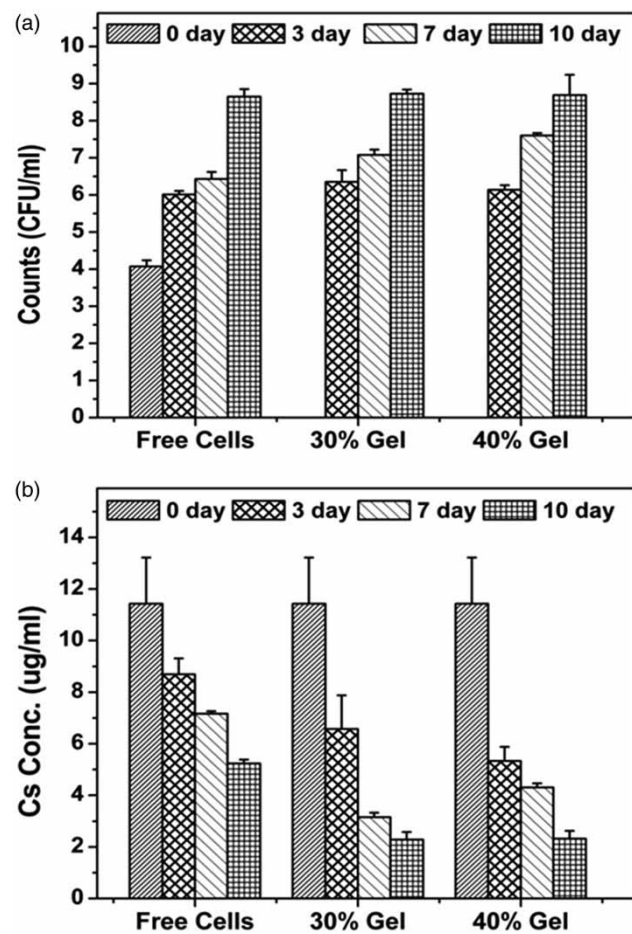 (a)
0 day 3 day 7 day 10 day
10
9
8
7
6
5
4
3
2
1
0
Counts (CFU/ml)
Free Cells 30% Gel 40% Gel
(b)
0 day 3 day 7 day 10 day
14
12
10
8
6
4
2
0
Cs Conc. (ug/ml)
Free Cells 30% Gel 40% Gel